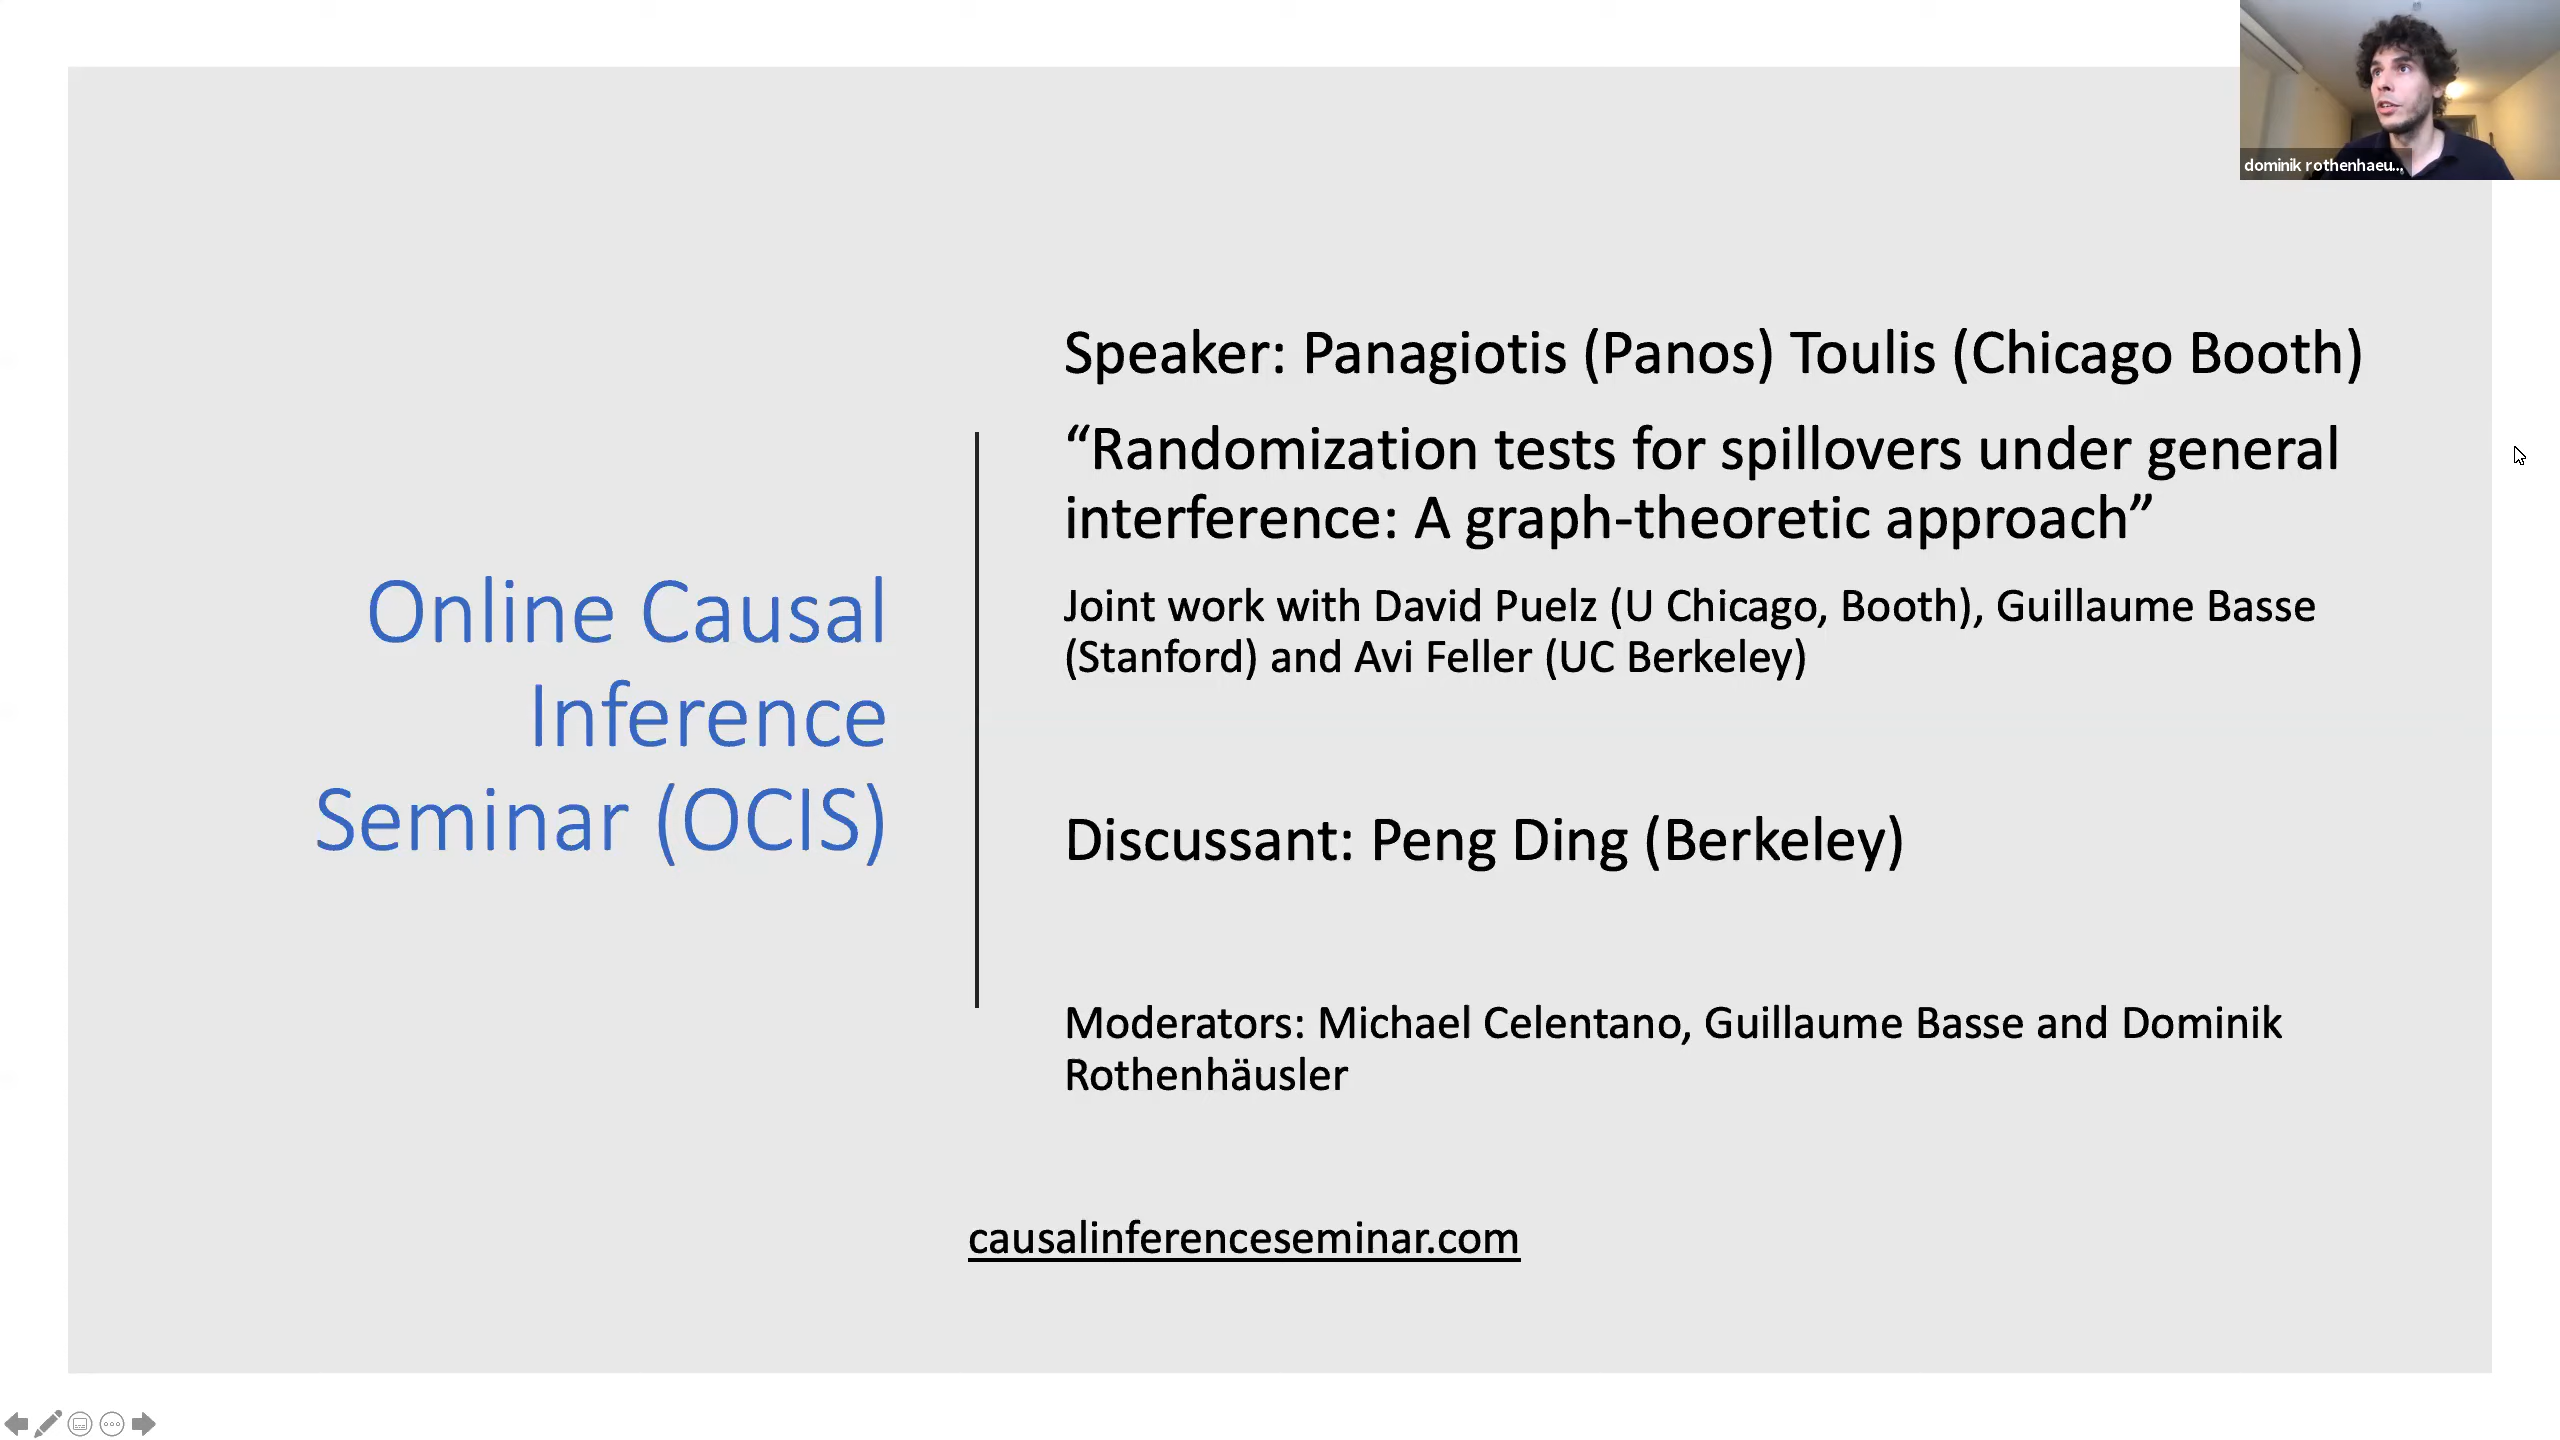 dominik rothenhaeu...
Speaker: Panagiotis (Panos) Toulis (Chicago Booth)
“Randomization tests for spillovers under general
interference: A graph-theoretic approach”
Joint work with David Puelz (U Chicago, Booth), Guillaume Basse
(Stanford) and Avi Feller (UC Berkeley)
Online Causal
Inference
Seminar (OCIS)
Discussant: Peng Ding (Berkeley)
Moderators: Michael Celentano, Guillaume Basse and Dominik
Rothenhäusler
causalinferenceseminar.com